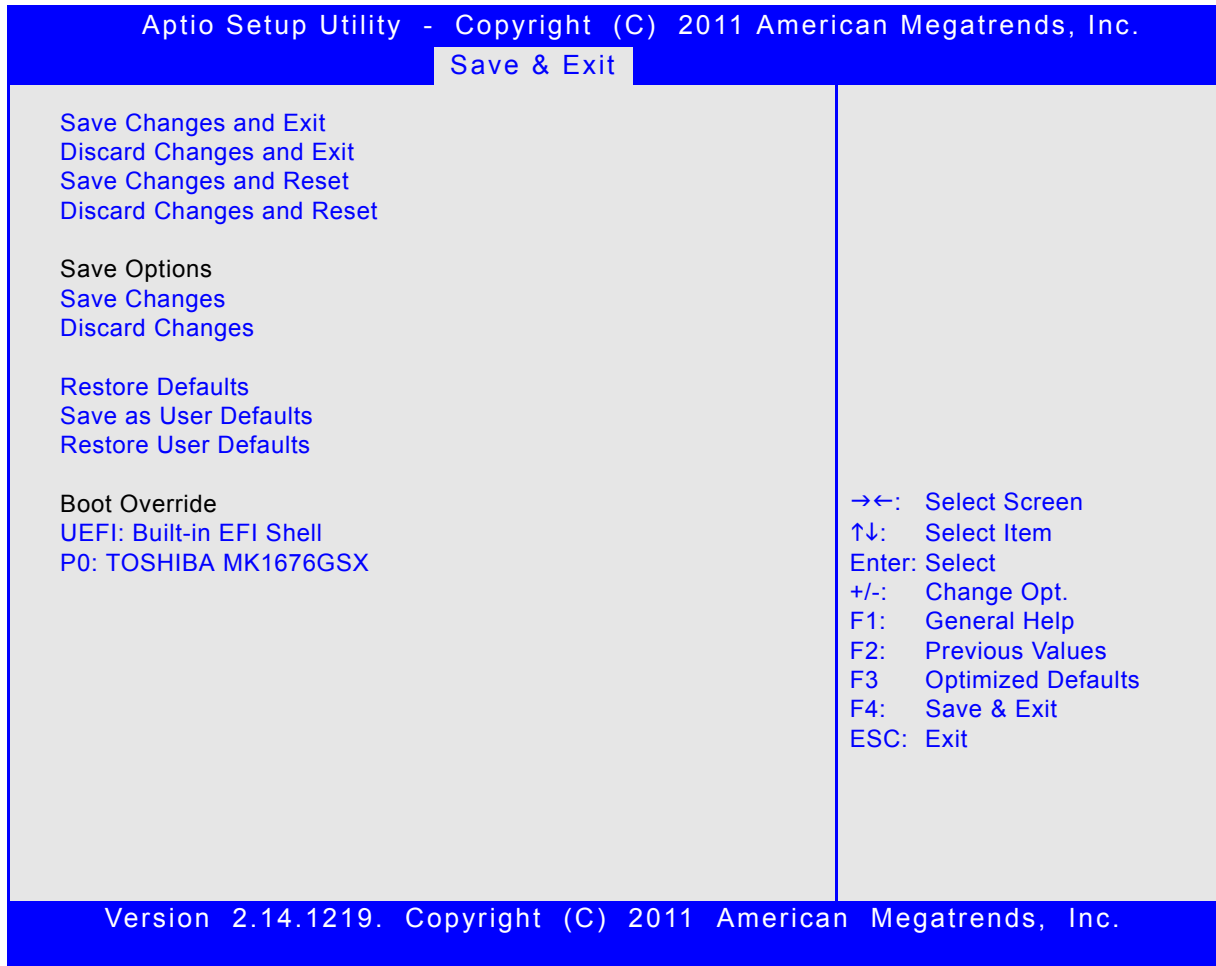 Aptio Setup Utility - Copyright (C) 2011 American Megatrends, Inc.
Save & Exit
Save Changes and Exit
Discard Changes and Exit
Save Changes and Reset
Discard Changes and Reset
Save Options
Save Changes
Discard Changes
Restore Defaults
Save as User Defaults
Restore User Defaults
Boot Override
UEFI: Built-in EFI Shell
P0: TOSHIBA MK1676GSX
→←: Select Screen
↑↓: Select Item
Enter: Select
+/-: Change Opt.
F1: General Help
F2: Previous Values
F3 Optimized Defaults
F4: Save & Exit
ESC: Exit
Version 2.14.1219. Copyright (C) 2011 American Megatrends, Inc.